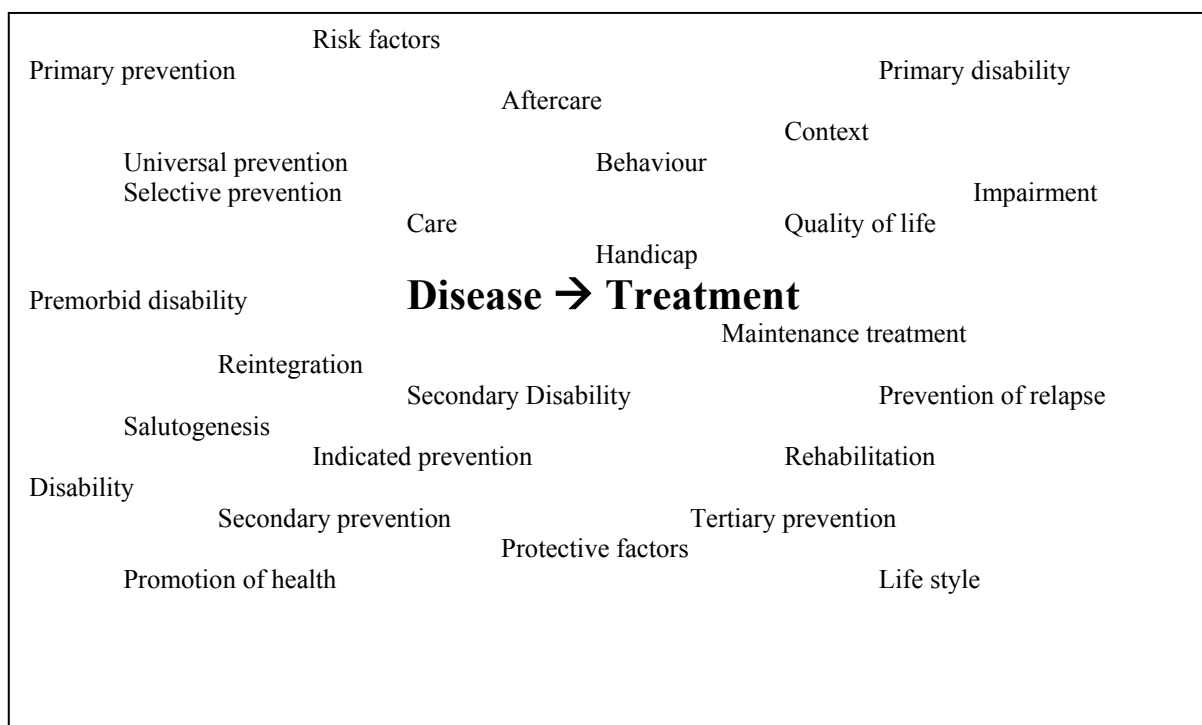 Risk factors
Primary prevention Primary disability
Aftercare
Context
Universal prevention Behaviour
Selective prevention Impairment
Care Quality of life
Handicap
Premorbid disability Disease → Treatment
Maintenance treatment
Reintegration
Secondary Disability Prevention of relapse
Salutogenesis
Indicated prevention Rehabilitation
Disability
Secondary prevention Tertiary prevention
Protective factors
Promotion of health Life style